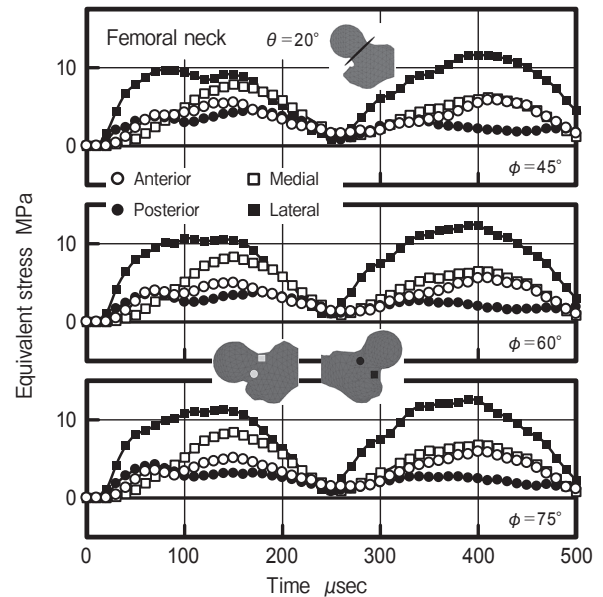 Femoral neck
θ=20°
10
0
ϕ=45°
Anterior
Medial
Posterior
Lateral
10
0
ϕ=60°
10
0
ϕ=75°
0 100 200 300 400 500
Time μsec
Equivalent stress MPa